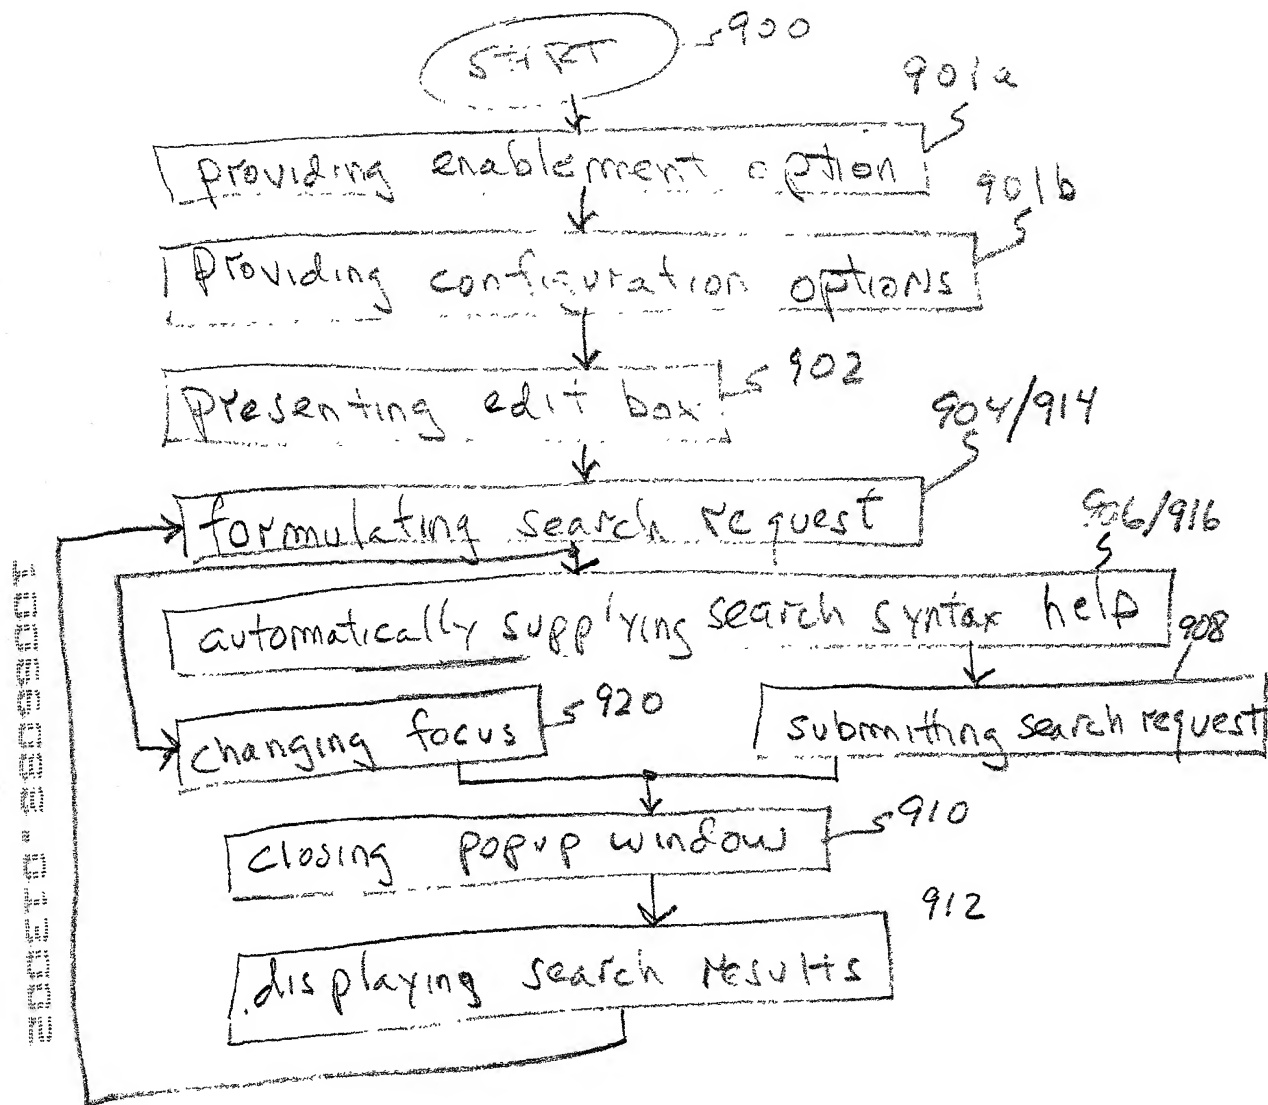 START
900
901a
providing enablement option
901b
providing configuration options
902
presenting edit box
904/914
formulating search request
906/916
automatically supplying search syntax help
908
changing focus
920
submitting search request
closing popup window
910
912
displaying search results
10066088.013002